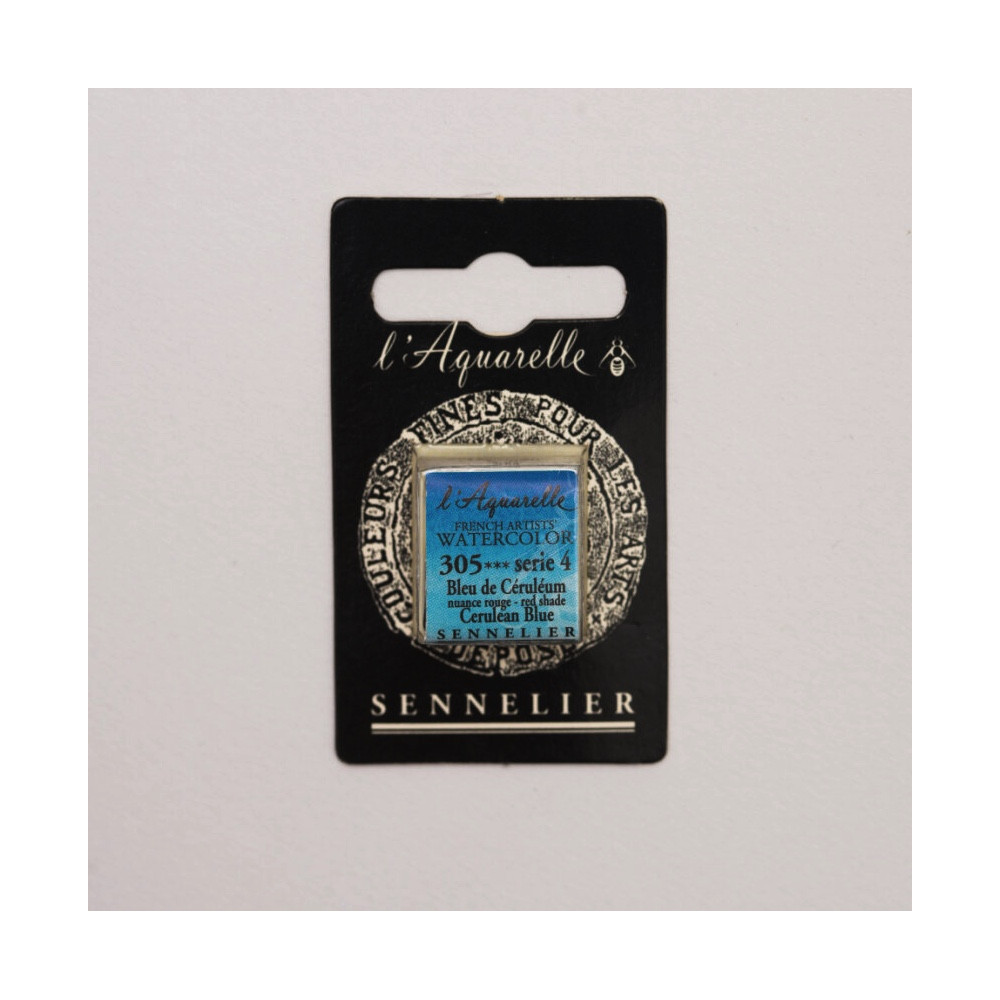 l'Aquarelle
COULEURS FINES POUR LES ARTS
l'Aquarelle
FRENCH ARTISTS'
WATERCOLOR
305*** serie 4
Bleu de Céruléum
nuance rouge - red shade
Cerulean Blue
SENNELIER
DEPOSE
SENNELIER